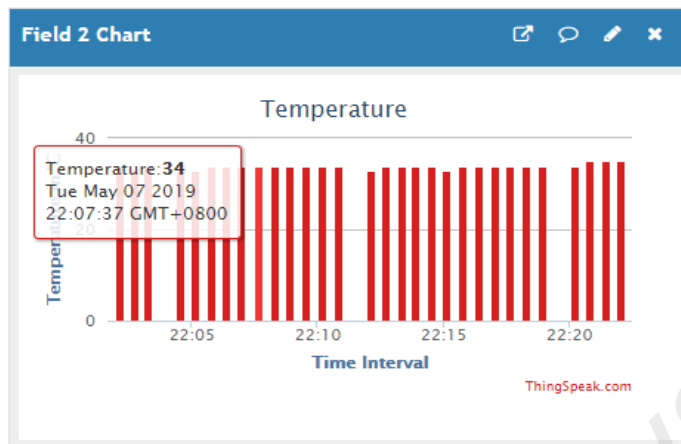 Field 2 Chart
Temperature
40
Temperature:34
Tue May 07 2019
22:07:37 GMT+0800
20
0
22:05
22:10
22:15
22:20
Time Interval
ThingSpeak.com